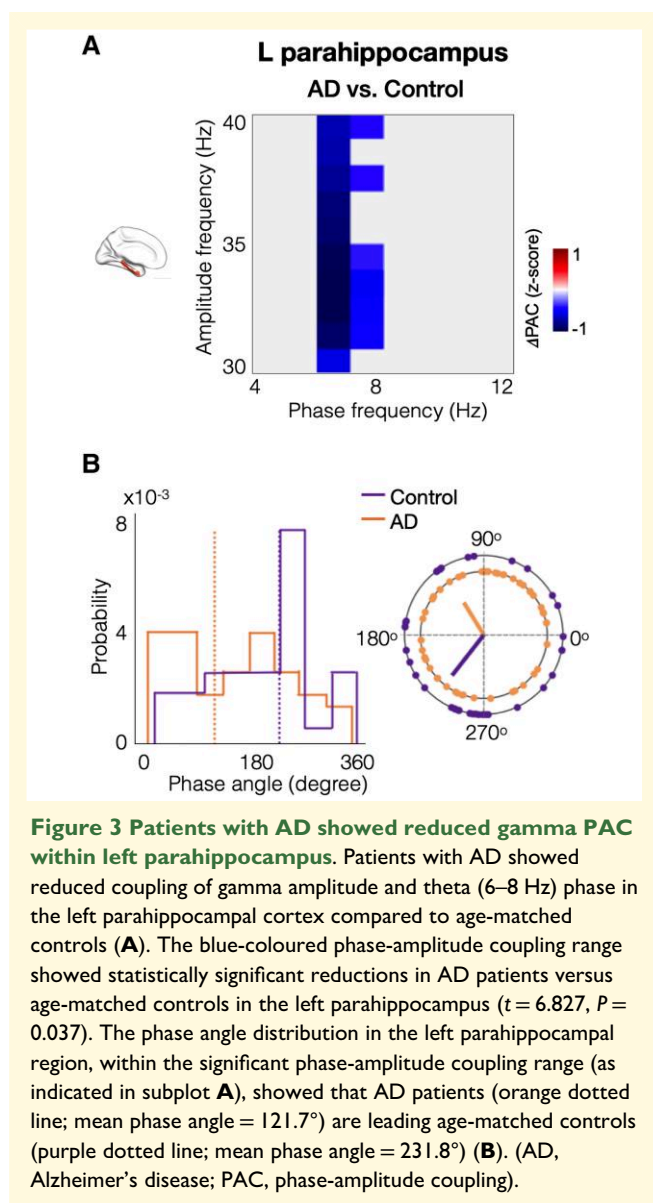 A
L parahippocampus
AD vs. Control
40
35
30
Amplitude frequency (Hz)
4 8 12
Phase frequency (Hz)
ΔPAC (z-score)
1
-1
B
x10-3
8
4
0
Probability
0 180 360
Phase angle (degree)
Control
AD
90°
180°
0°
270°
Figure 3 Patients with AD showed reduced gamma PAC
within left parahippocampus. Patients with AD showed
reduced coupling of gamma amplitude and theta (6–8 Hz) phase in
the left parahippocampal cortex compared to age-matched
controls (A). The blue-coloured phase-amplitude coupling range
showed statistically significant reductions in AD patients versus
age-matched controls in the left parahippocampus (t = 6.827, P =
0.037). The phase angle distribution in the left parahippocampal
region, within the significant phase-amplitude coupling range (as
indicated in subplot A), showed that AD patients (orange dotted
line; mean phase angle = 121.7°) are leading age-matched controls
(purple dotted line; mean phase angle = 231.8°) (B). (AD,
Alzheimer's disease; PAC, phase-amplitude coupling).